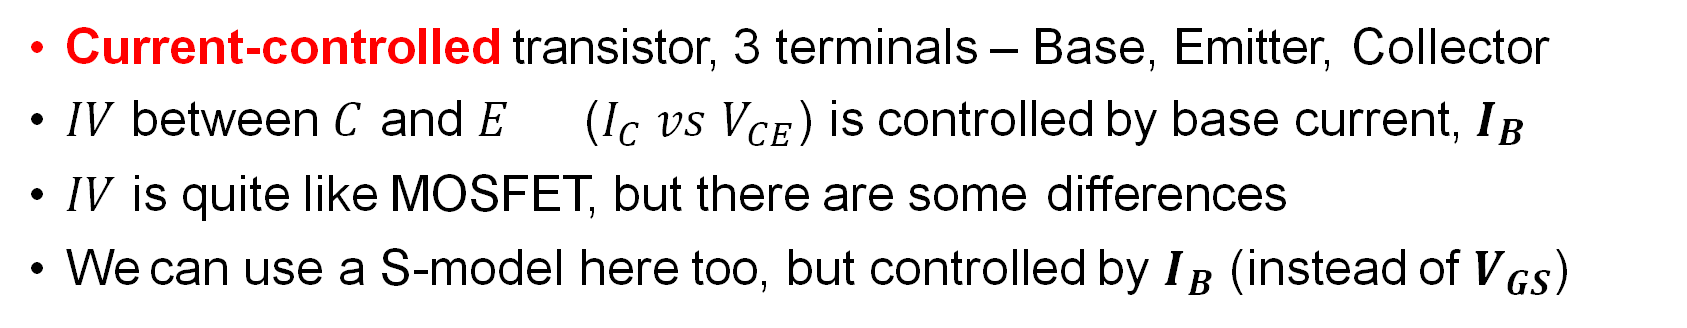 • Current-controlled transistor, 3 terminals – Base, Emitter, Collector
• IV between C and E (I_C vs V_CE) is controlled by base current, I_B
• IV is quite like MOSFET, but there are some differences
• We can use a S-model here too, but controlled by I_B (instead of V_GS)